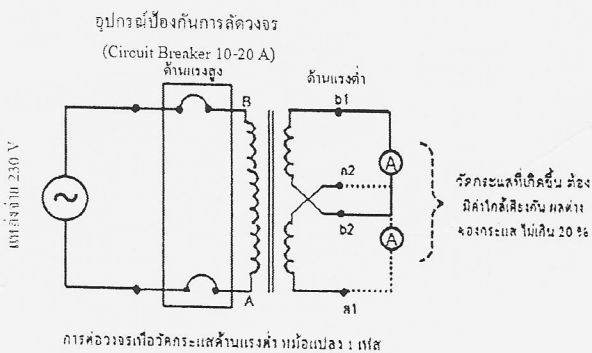 อุปกรณ์ป้องกันการลัดวงจร
(Circuit Breaker 10-20 A)
ด้านแรงสูง
ด้านแรงต่ำ
แหล่งจ่าย 230 V
B
A
b1
a2
b2
a1
A
A
วัดกระแสที่เกิดขึ้น ต้อง
มีค่าใกล้เคียงกัน ผลต่าง
ของกระแส ไม่เกิน 20 %
การต่อวงจรเพื่อวัดกระแสด้านแรงต่ำ หม้อแปลง 1 เฟส